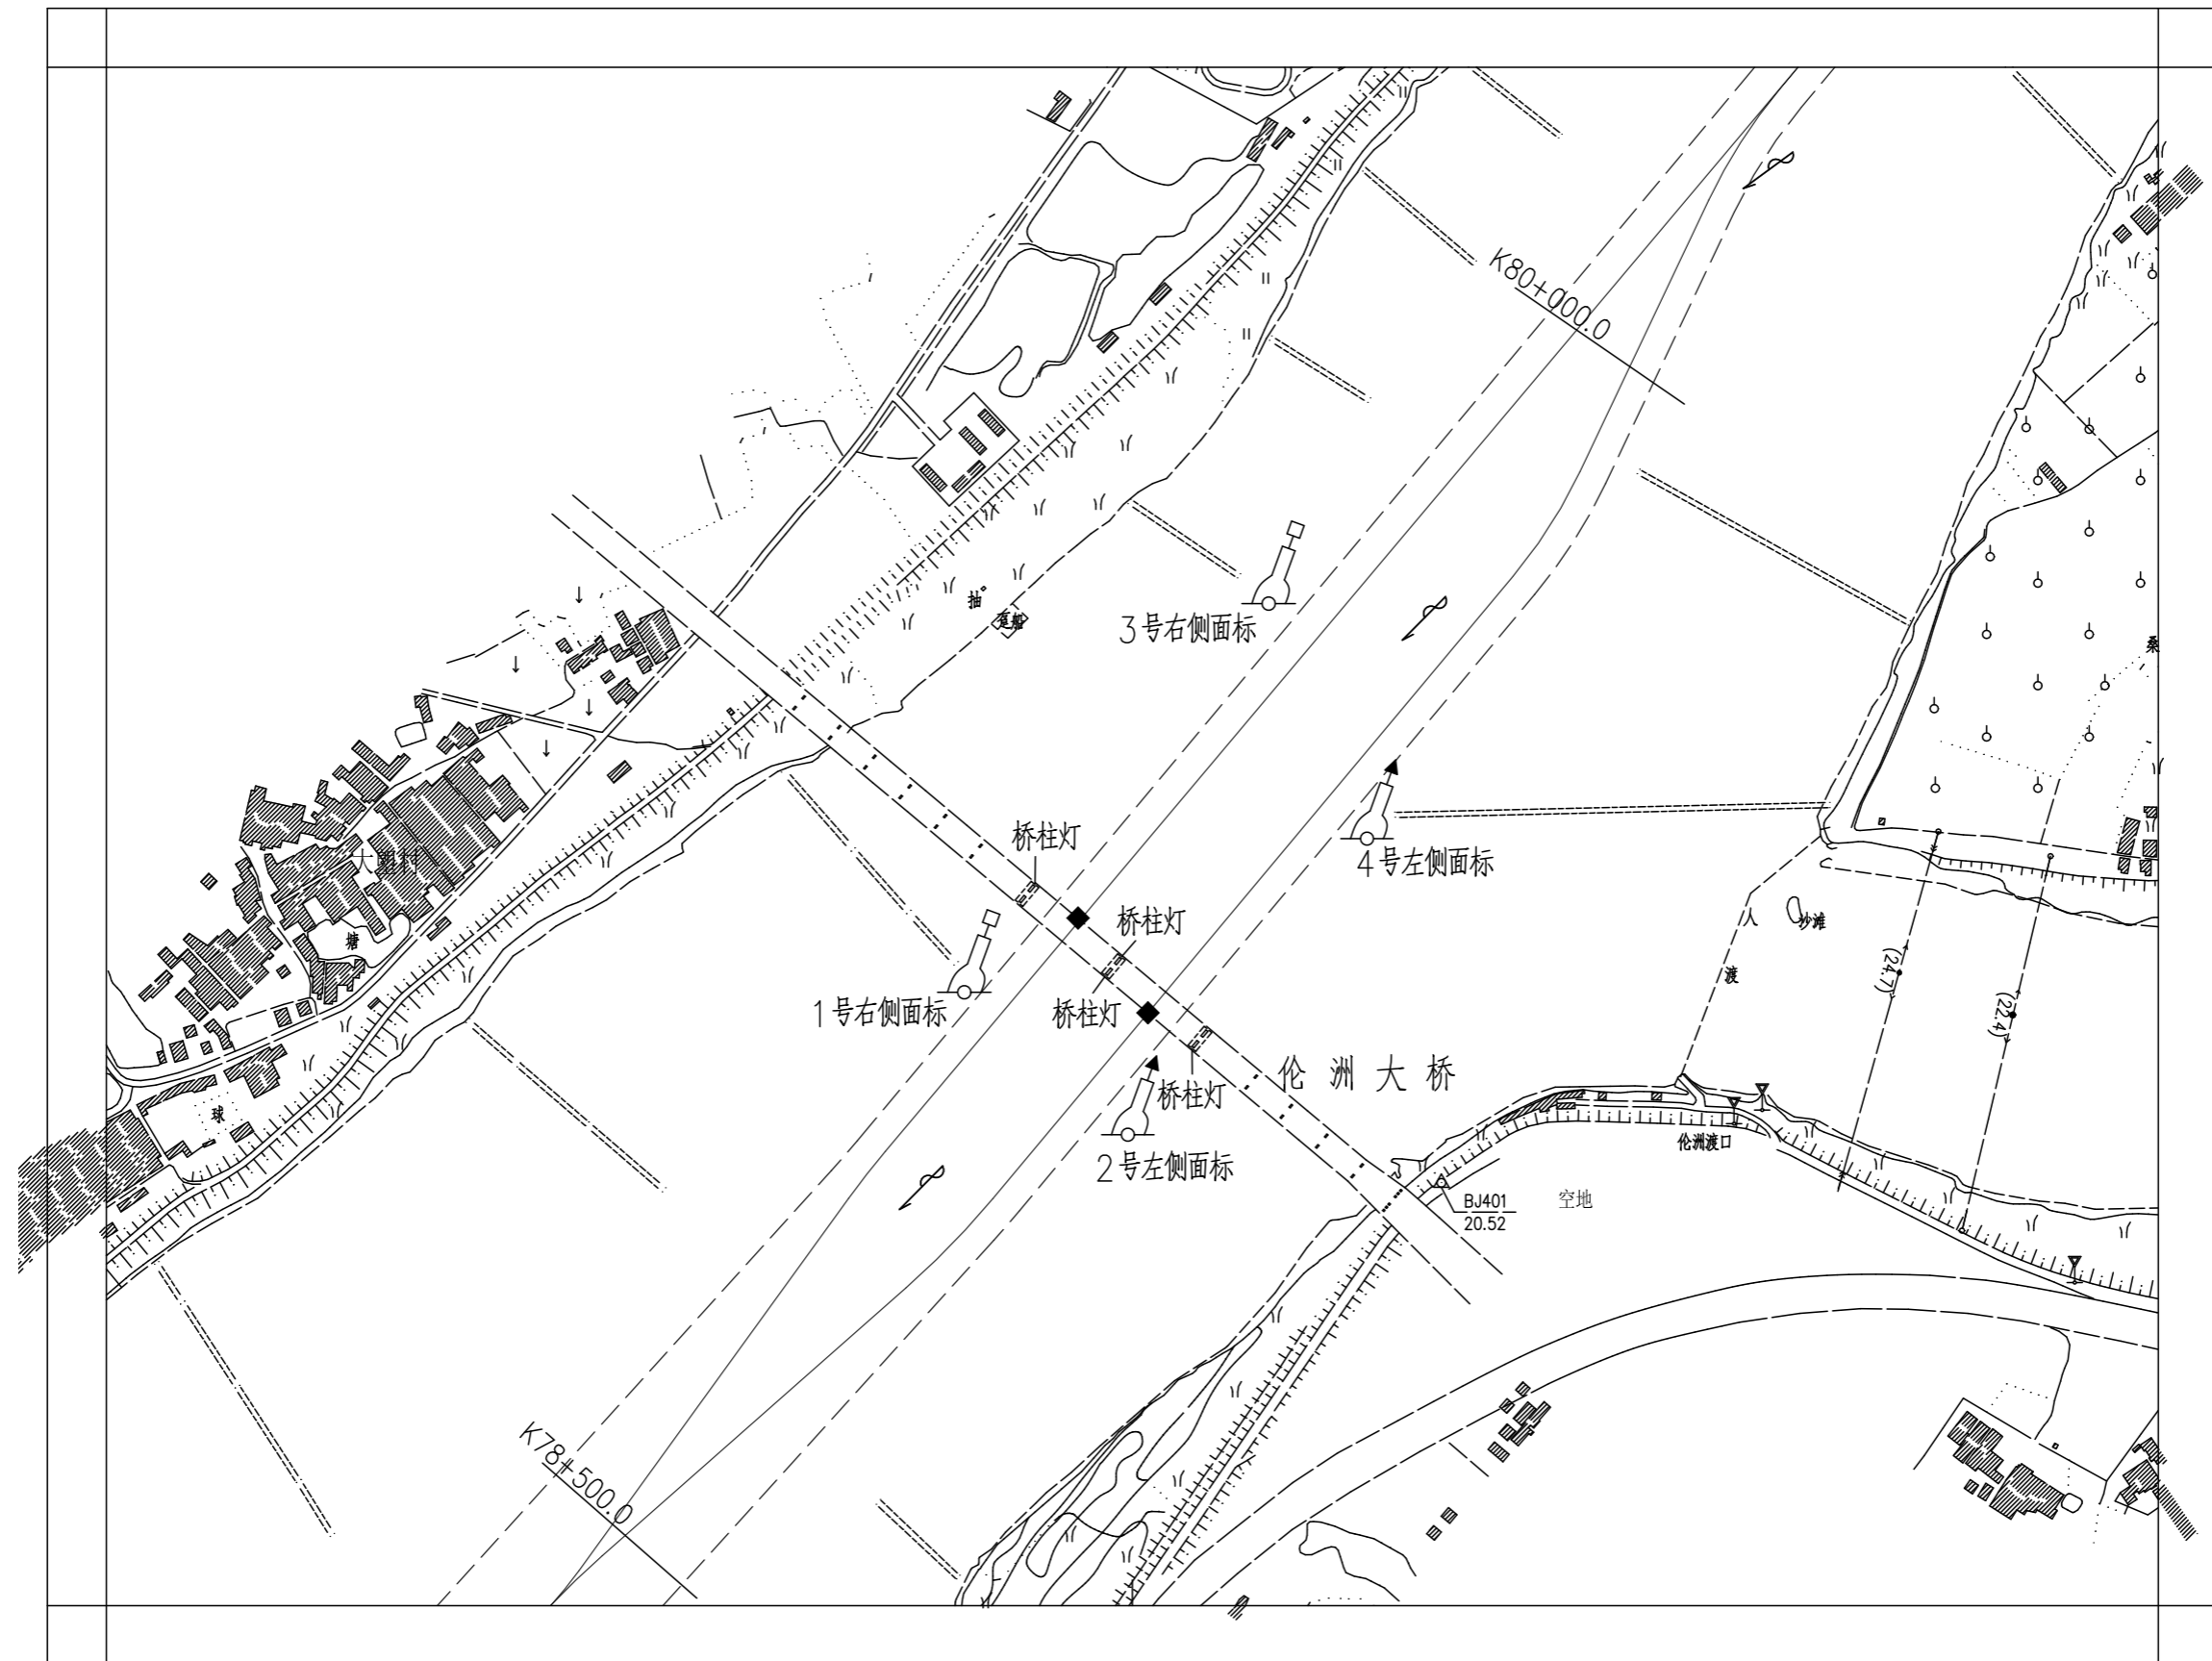 K80+000.0
抽
趸船
3号右侧面标
桑
桥柱灯
4号左侧面标
桥柱灯
人
沙滩
塘
渡
(24.7)
1号右侧面标
桥柱灯
(22.4)
伦洲大桥
桥柱灯
球
伦洲渡口
2号左侧面标
BJ401
20.52
空地
K78+500.0